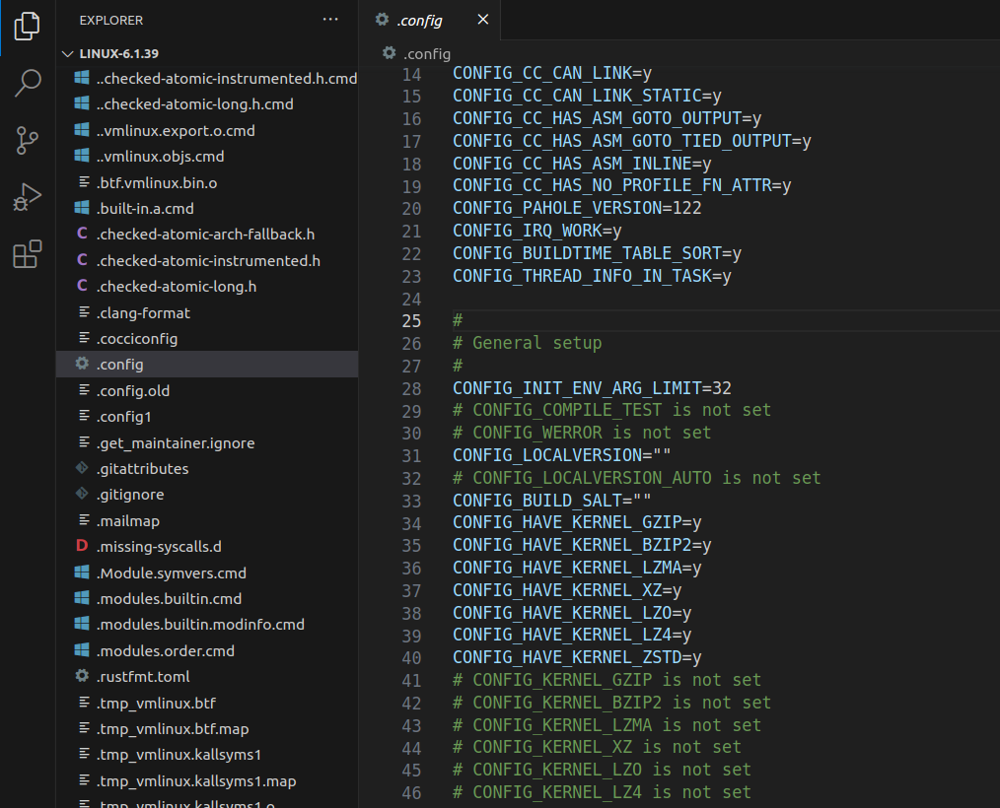 EXPLORER
LINUX-6.1.39
..checked-atomic-instrumented.h.cmd
..checked-atomic-long.h.cmd
..vmlinux.export.o.cmd
..vmlinux.objs.cmd
.btf.vmlinux.bin.o
.built-in.a.cmd
C .checked-atomic-arch-fallback.h
C .checked-atomic-instrumented.h
C .checked-atomic-long.h
.clang-format
.cocciconfig
.config
.config.old
.config1
.get_maintainer.ignore
.gitattributes
.gitignore
.mailmap
D .missing-syscalls.d
.Module.symvers.cmd
.modules.builtin.cmd
.modules.builtin.modinfo.cmd
.modules.order.cmd
.rustfmt.toml
.tmp_vmlinux.btf
.tmp_vmlinux.btf.map
.tmp_vmlinux.kallsyms1
.tmp_vmlinux.kallsyms1.map
.tmp_vmlinux.kallsyms1.o
.config
.config
14 CONFIG_CC_CAN_LINK=y
15 CONFIG_CC_CAN_LINK_STATIC=y
16 CONFIG_CC_HAS_ASM_GOTO_OUTPUT=y
17 CONFIG_CC_HAS_ASM_GOTO_TIED_OUTPUT=y
18 CONFIG_CC_HAS_ASM_INLINE=y
19 CONFIG_CC_HAS_NO_PROFILE_FN_ATTR=y
20 CONFIG_PAHOLE_VERSION=122
21 CONFIG_IRQ_WORK=y
22 CONFIG_BUILDTIME_TABLE_SORT=y
23 CONFIG_THREAD_INFO_IN_TASK=y
24
25 #
26 # General setup
27 #
28 CONFIG_INIT_ENV_ARG_LIMIT=32
29 # CONFIG_COMPILE_TEST is not set
30 # CONFIG_WERROR is not set
31 CONFIG_LOCALVERSION=""
32 # CONFIG_LOCALVERSION_AUTO is not set
33 CONFIG_BUILD_SALT=""
34 CONFIG_HAVE_KERNEL_GZIP=y
35 CONFIG_HAVE_KERNEL_BZIP2=y
36 CONFIG_HAVE_KERNEL_LZMA=y
37 CONFIG_HAVE_KERNEL_XZ=y
38 CONFIG_HAVE_KERNEL_LZO=y
39 CONFIG_HAVE_KERNEL_LZ4=y
40 CONFIG_HAVE_KERNEL_ZSTD=y
41 # CONFIG_KERNEL_GZIP is not set
42 # CONFIG_KERNEL_BZIP2 is not set
43 # CONFIG_KERNEL_LZMA is not set
44 # CONFIG_KERNEL_XZ is not set
45 # CONFIG_KERNEL_LZO is not set
46 # CONFIG_KERNEL_LZ4 is not set